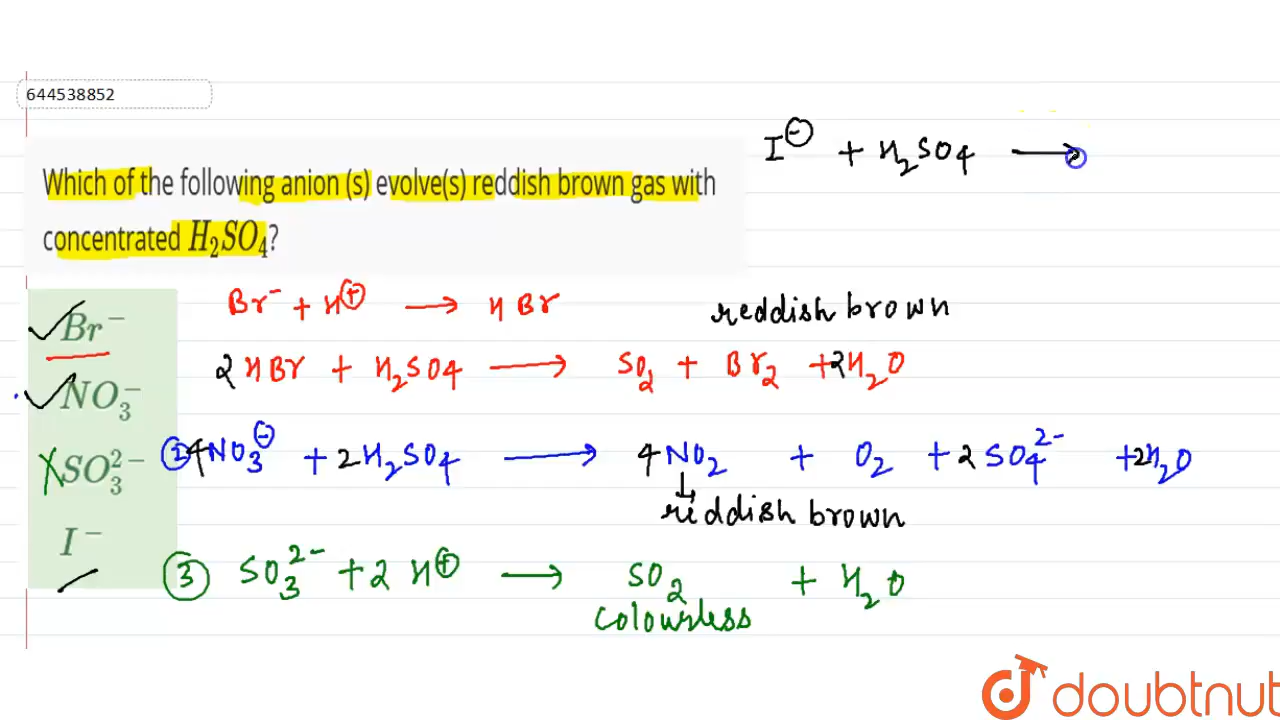 644538852
I⊖ + H₂SO₄ ⟶
Which of the following anion (s) evolve(s) reddish brown gas with
concentrated H₂SO₄?
Br⁻ + H⊕ ⟶ HBr
reddish brown
Br⁻
2HBr + H₂SO₄ ⟶ SO₂ + Br₂ + 2H₂O
NO₃⁻
② 4NO₃⊖ + 2H₂SO₄ ⟶ 4NO₂ + O₂ + 2SO₄²⁻ + 2H₂O
SO₃²⁻
↓
reddish brown
I⁻
③ SO₃²⁻ + 2H⊕ ⟶ SO₂ + H₂O
colourless
doubtnut